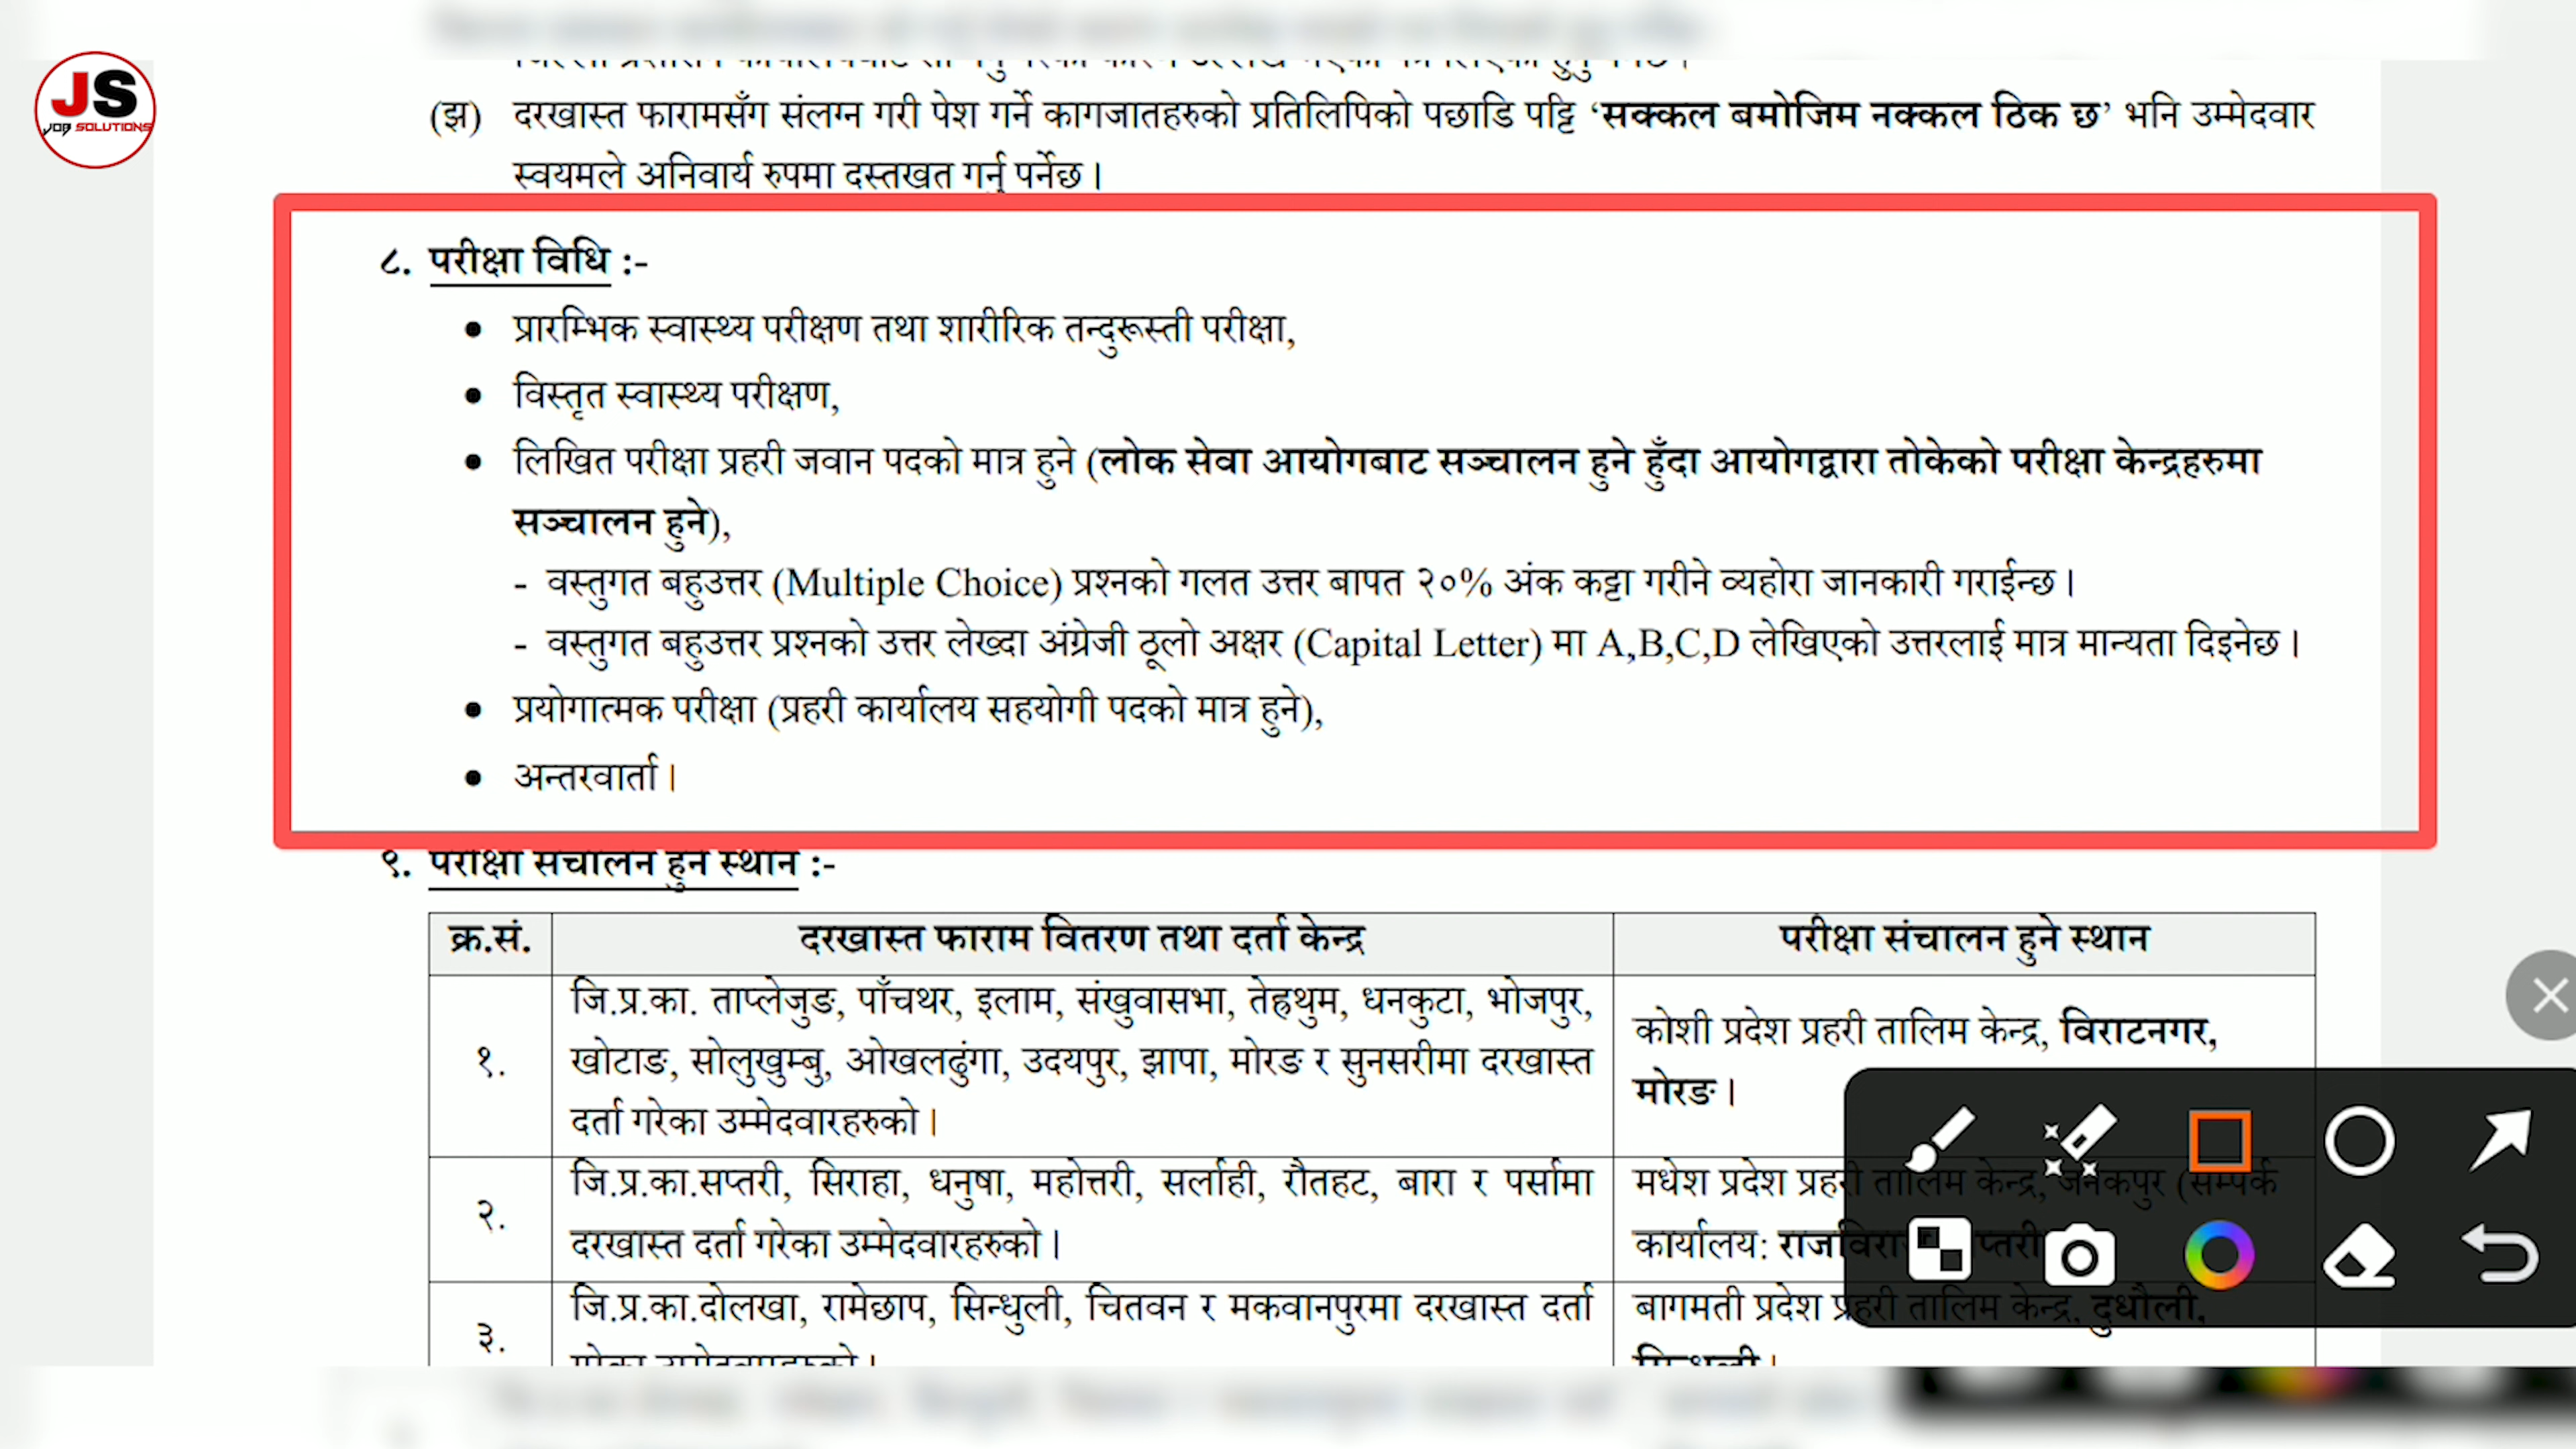 JS
JOB SOLUTIONS
(झ) दरखास्त फारामसँग संलग्न गरी पेश गर्ने कागजातहरुको प्रतिलिपिको पछाडि पट्टि ‘सक्कल बमोजिम नक्कल ठिक छ’ भनि उम्मेदवार
स्वयमले अनिवार्य रुपमा दस्तखत गर्नु पर्नेछ।
८. परीक्षा विधि :-
• प्रारम्भिक स्वास्थ्य परीक्षण तथा शारीरिक तन्दुरूस्ती परीक्षा,
• विस्तृत स्वास्थ्य परीक्षण,
• लिखित परीक्षा प्रहरी जवान पदको मात्र हुने (लोक सेवा आयोगबाट सञ्चालन हुने हुँदा आयोगद्वारा तोकेको परीक्षा केन्द्रहरुमा
सञ्चालन हुने),
- वस्तुगत बहुउत्तर (Multiple Choice) प्रश्नको गलत उत्तर बापत २०% अंक कट्टा गरीने व्यहोरा जानकारी गराईन्छ।
- वस्तुगत बहुउत्तर प्रश्नको उत्तर लेख्दा अंग्रेजी ठूलो अक्षर (Capital Letter) मा A,B,C,D लेखिएको उत्तरलाई मात्र मान्यता दिइनेछ।
• प्रयोगात्मक परीक्षा (प्रहरी कार्यालय सहयोगी पदको मात्र हुने),
• अन्तरवार्ता।
९. परीक्षा संचालन हुने स्थान :-
क्र.सं. दरखास्त फाराम वितरण तथा दर्ता केन्द्र परीक्षा संचालन हुने स्थान
१. जि.प्र.का. ताप्लेजुङ, पाँचथर, इलाम, संखुवासभा, तेह्रथुम, धनकुटा, भोजपुर,
खोटाङ, सोलुखुम्बु, ओखलढुंगा, उदयपुर, झापा, मोरङ र सुनसरीमा दरखास्त
दर्ता गरेका उम्मेदवारहरुको।
कोशी प्रदेश प्रहरी तालिम केन्द्र, विराटनगर,
मोरङ।
२. जि.प्र.का.सप्तरी, सिराहा, धनुषा, महोत्तरी, सर्लाही, रौतहट, बारा र पर्सामा
दरखास्त दर्ता गरेका उम्मेदवारहरुको।
मधेश प्रदेश प्रहरी तालिम केन्द्र, जनकपुर (सम्पर्क
कार्यालय:
३. जि.प्र.का.दोलखा, रामेछाप, सिन्धुली, चितवन र मकवानपुरमा दरखास्त दर्ता
बागमती प्रदेश प्रहरी तालिम केन्द्र, दुधौली,